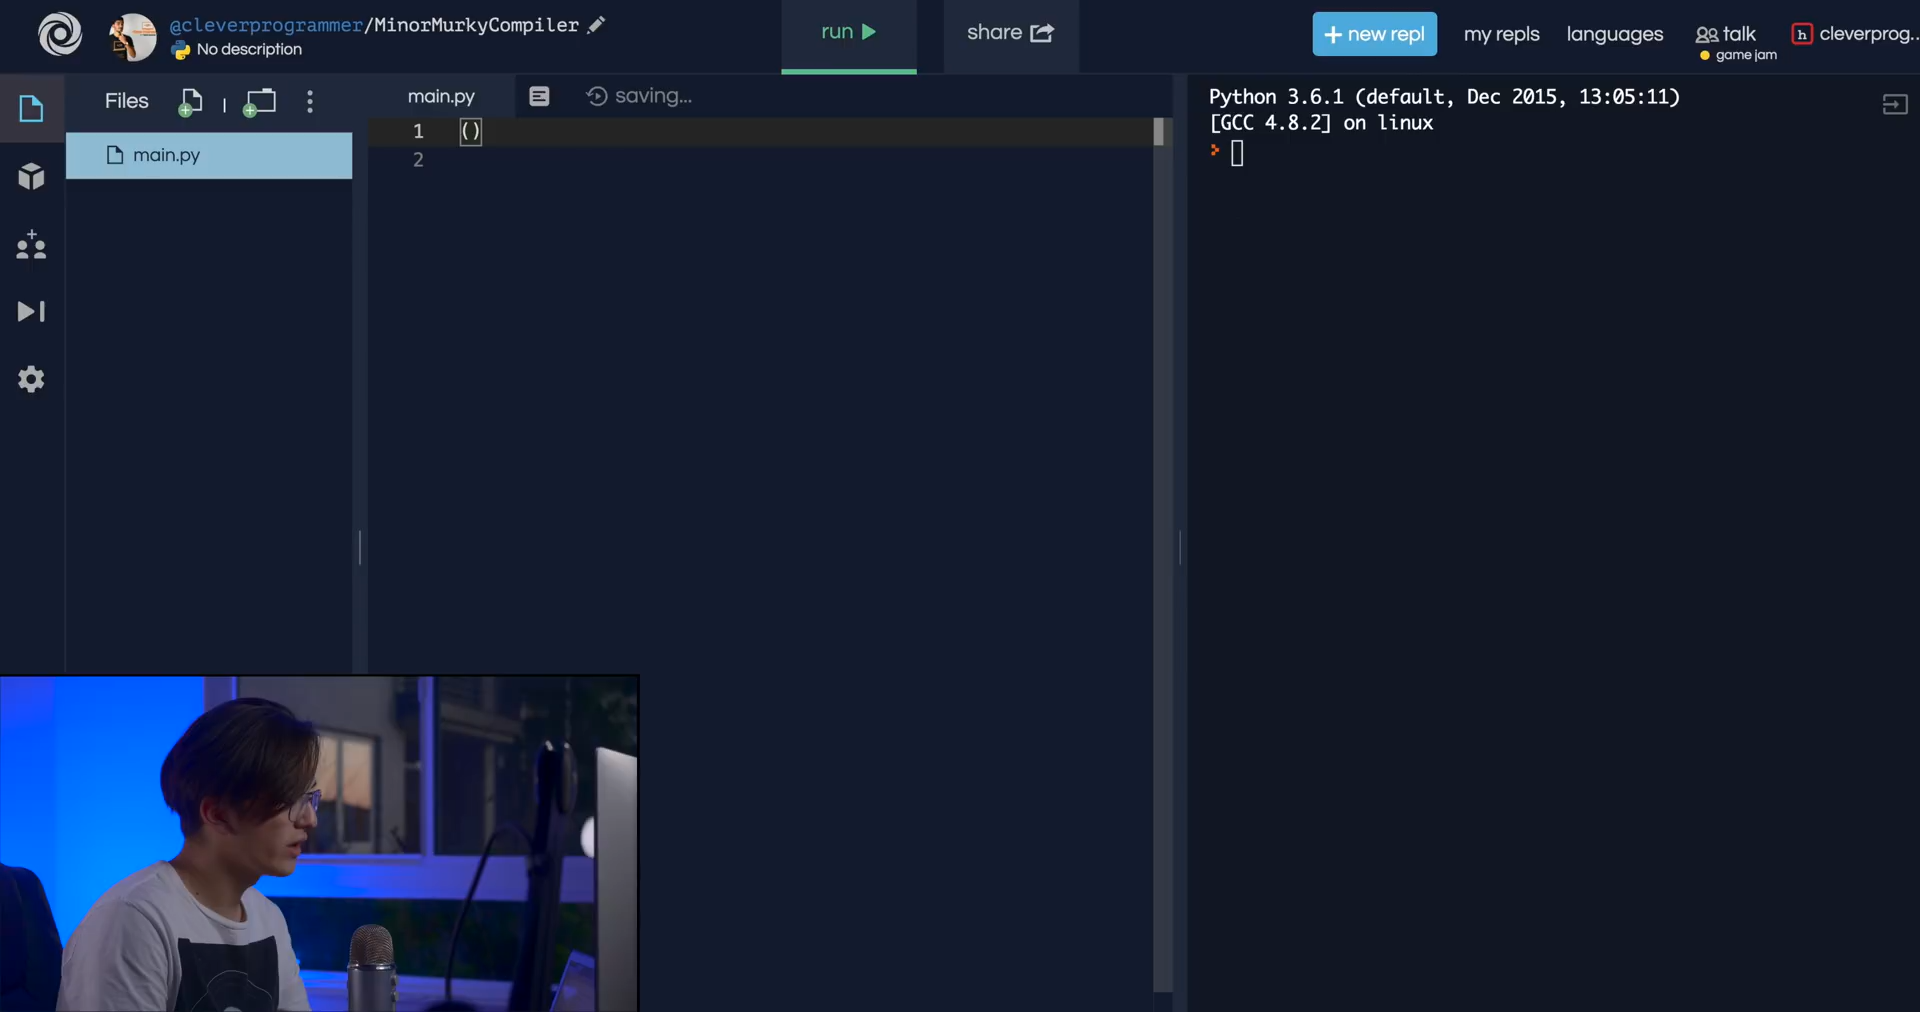 @cleverprogrammer/MinorMurkyCompiler
No description
run
share
+ new repl
my repls
languages
talk
game jam
h
cleverprog..
Files
main.py
main.py
saving...
1 ()
2
Python 3.6.1 (default, Dec 2015, 13:05:11)
[GCC 4.8.2] on linux
>